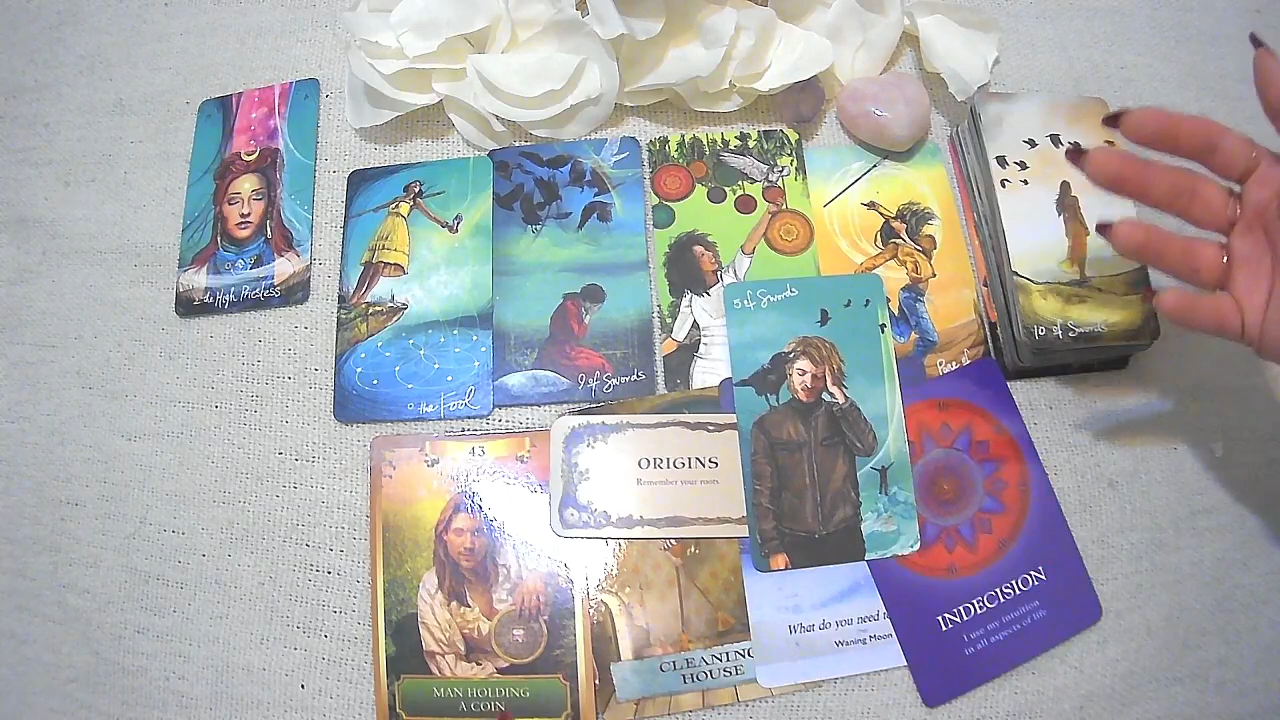 2 the High Priestess
0 the Fool
9 of Swords
5 of Swords
10 of Swords
43
ORIGINS
Remember your roots.
MAN HOLDING
A COIN
CLEANING
HOUSE
What do you need to
Waning Moon
INDECISION
I use my intuition
in all aspects of life